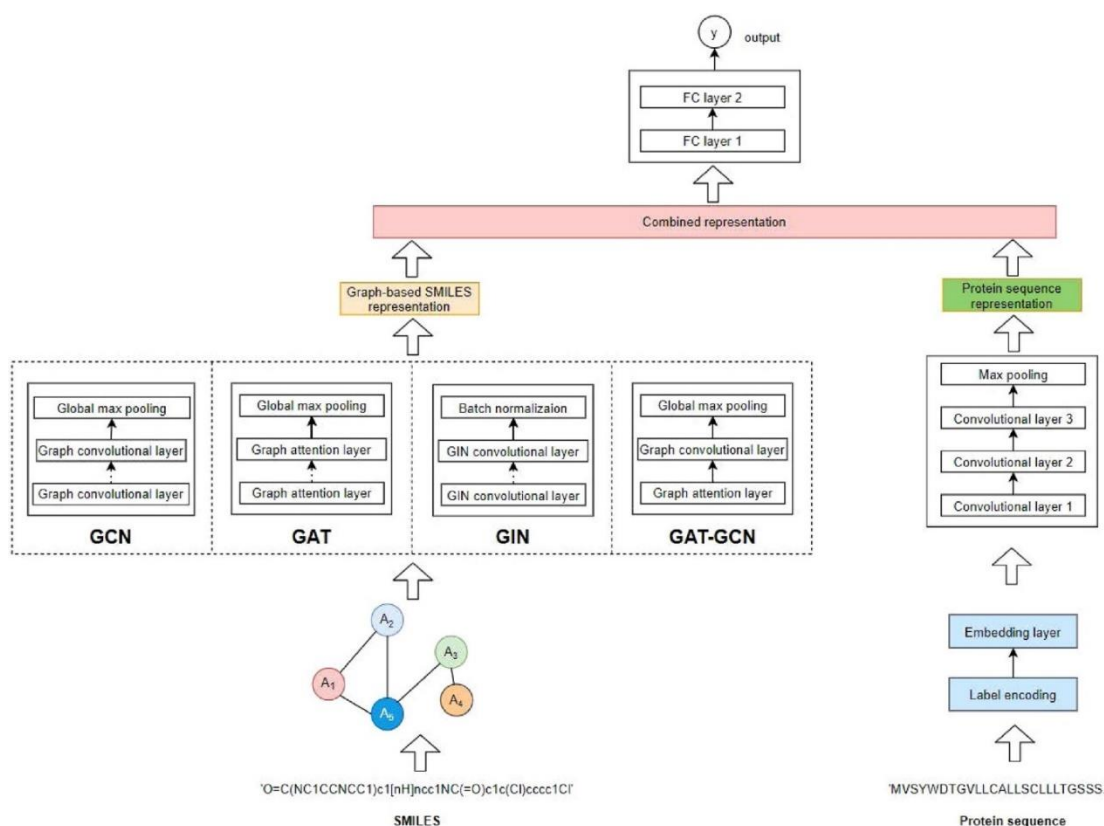 y
output
FC layer 2
FC layer 1
Combined representation
Graph-based SMILES
representation
Protein sequence
representation
Global max pooling
Graph convolutional layer
Graph convolutional layer
GCN
Global max pooling
Graph attention layer
Graph attention layer
GAT
Batch normalizaion
GIN convolutional layer
GIN convolutional layer
GIN
Global max pooling
Graph convolutional layer
Graph attention layer
GAT-GCN
Max pooling
Convolutional layer 3
Convolutional layer 2
Convolutional layer 1
A2
A1
A3
A4
A5
Embedding layer
Label encoding
'O=C(NC1CCNCC1)c1[nH]ncc1NC(=O)c1c(Cl)cccc1Cl'
SMILES
'MVSYWDTGVLLCALLSCLLLTGSSS
Protein sequence